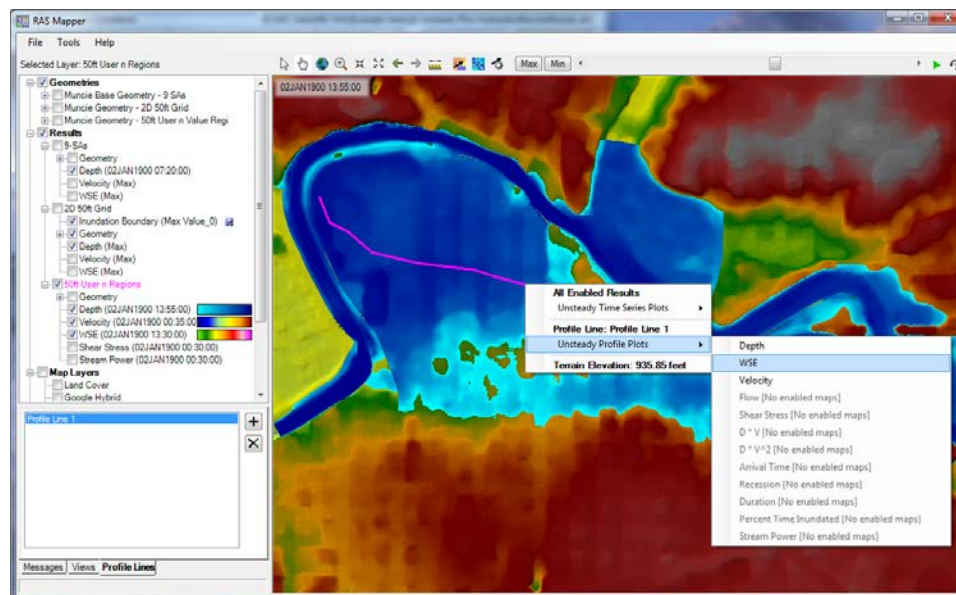 RAS Mapper
File Tools Help
Selected Layer: 50ft User n Regions
Max Min
Geometries
Muncie Base Geometry - 9 SAs
Muncie Geometry - 2D 50ft Grid
Muncie Geometry - 50ft User n Value Regi
Results
9-SAs
Geometry
Depth (02JAN1900 07:20:00)
Velocity (Max)
WSE (Max)
2D 50ft Grid
Inundation Boundary (Max Value_0)
Geometry
Depth (Max)
Velocity (Max)
WSE (Max)
50ft User n Regions
Geometry
Depth (02JAN1900 13:55:00)
Velocity (02JAN1900 00:35:00
WSE (02JAN1900 13:30:00)
Shear Stress (02JAN1900 00:30:00)
Stream Power (02JAN1900 00:30:00)
Map Layers
Land Cover
Google Hybrid
Profile Line 1
Messages Views Profile Lines
02JAN1900 13:55:00
All Enabled Results
Unsteady Time Series Plots
Profile Line: Profile Line 1
Unsteady Profile Plots
Terrain Elevation: 935.85 feet
Depth
WSE
Velocity
Flow [No enabled maps]
Shear Stress [No enabled maps]
D * V [No enabled maps]
D * V^2 [No enabled maps]
Arrival Time [No enabled maps]
Recession [No enabled maps]
Duration [No enabled maps]
Percent Time Inundated [No enabled maps]
Stream Power [No enabled maps]